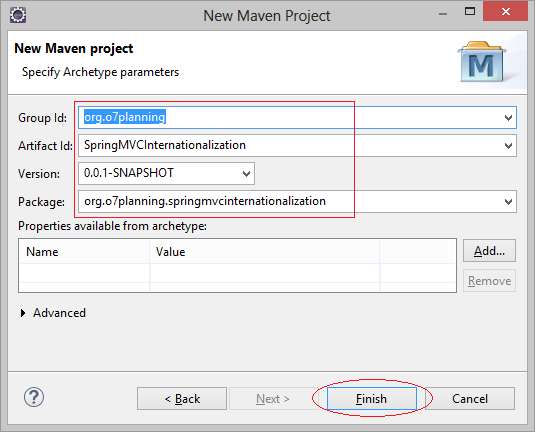 New Maven Project
New Maven project
Specify Archetype parameters
M
Group Id: org.o7planning
Artifact Id: SpringMVCInternationalization
Version: 0.0.1-SNAPSHOT
Package: org.o7planning.springmvcinternationalization
Properties available from archetype:
Name Value
Add...
Remove
Advanced
? < Back Next > Finish Cancel